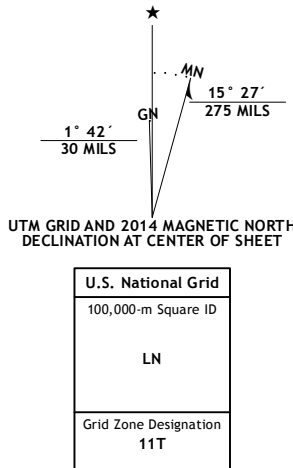 MN
GN
15° 27´
275 MILS
1° 42´
30 MILS
UTM GRID AND 2014 MAGNETIC NORTH
DECLINATION AT CENTER OF SHEET
U.S. National Grid
100,000-m Square ID
LN
Grid Zone Designation
11T